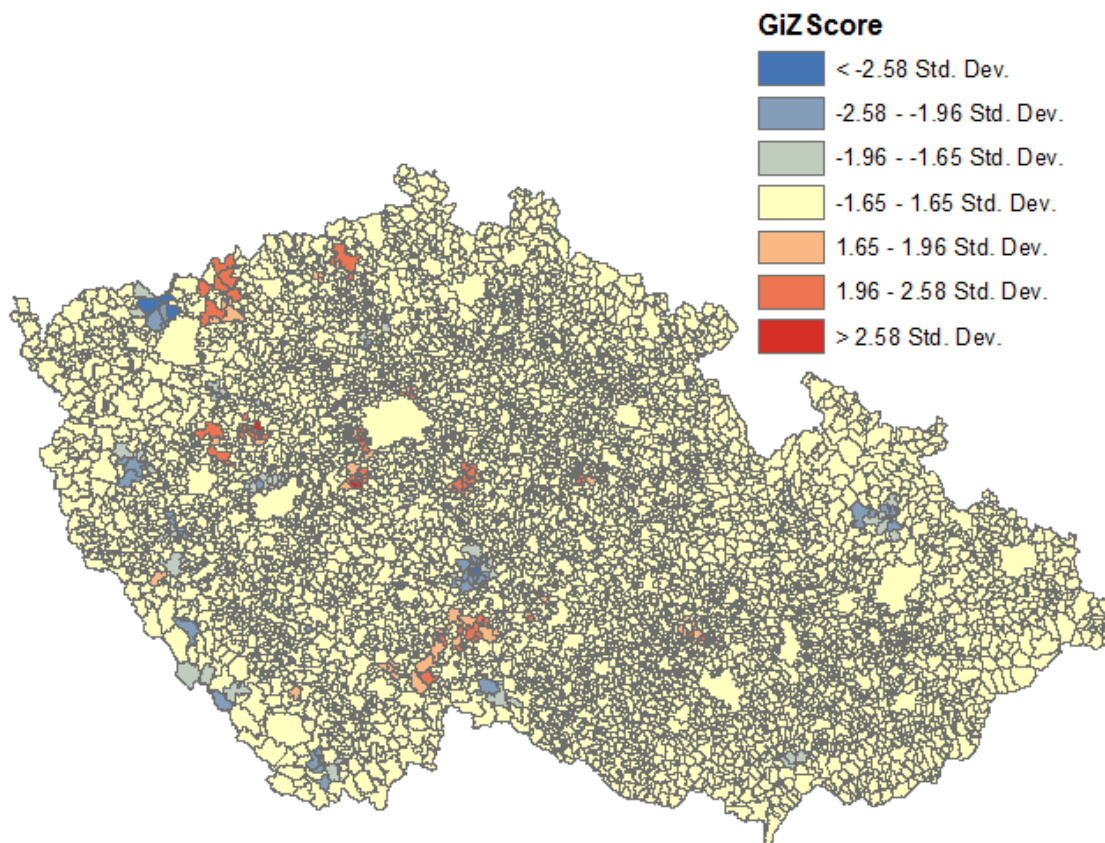 GiZScore
< -2.58 Std. Dev.
-2.58 - -1.96 Std. Dev.
-1.96 - -1.65 Std. Dev.
-1.65 - 1.65 Std. Dev.
1.65 - 1.96 Std. Dev.
1.96 - 2.58 Std. Dev.
> 2.58 Std. Dev.